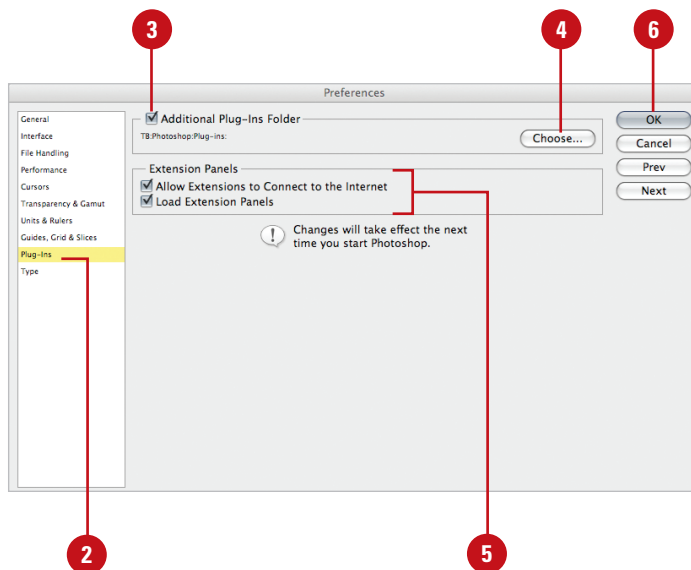 3
4
6
Preferences
General
Interface
File Handling
Performance
Cursors
Transparency & Gamut
Units & Rulers
Guides, Grid & Slices
Plug-Ins
Type
Additional Plug-Ins Folder
TB:Photoshop:Plug-ins:
Choose...
Extension Panels
Allow Extensions to Connect to the Internet
Load Extension Panels
! Changes will take effect the next
time you start Photoshop.
OK
Cancel
Prev
Next
2
5